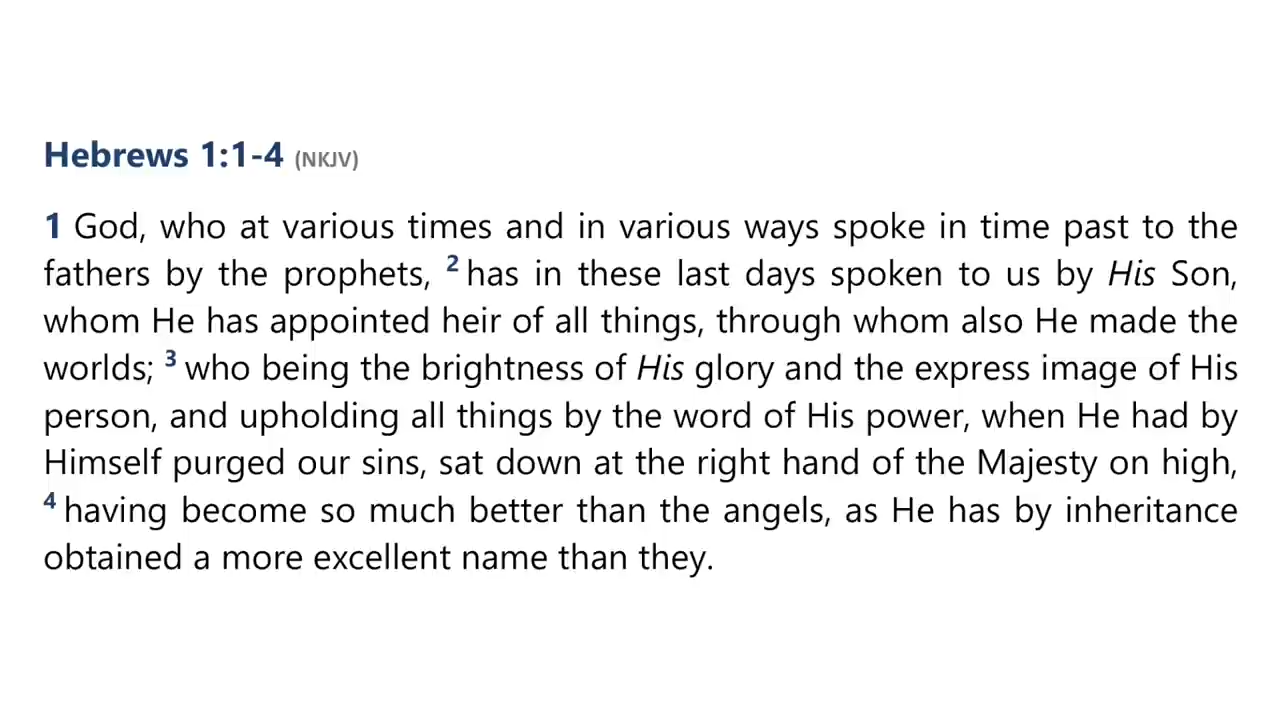 Hebrews 1:1-4 (NKJV)
1 God, who at various times and in various ways spoke in time past to the
fathers by the prophets, 2 has in these last days spoken to us by His Son,
whom He has appointed heir of all things, through whom also He made the
worlds; 3 who being the brightness of His glory and the express image of His
person, and upholding all things by the word of His power, when He had by
Himself purged our sins, sat down at the right hand of the Majesty on high,
4 having become so much better than the angels, as He has by inheritance
obtained a more excellent name than they.